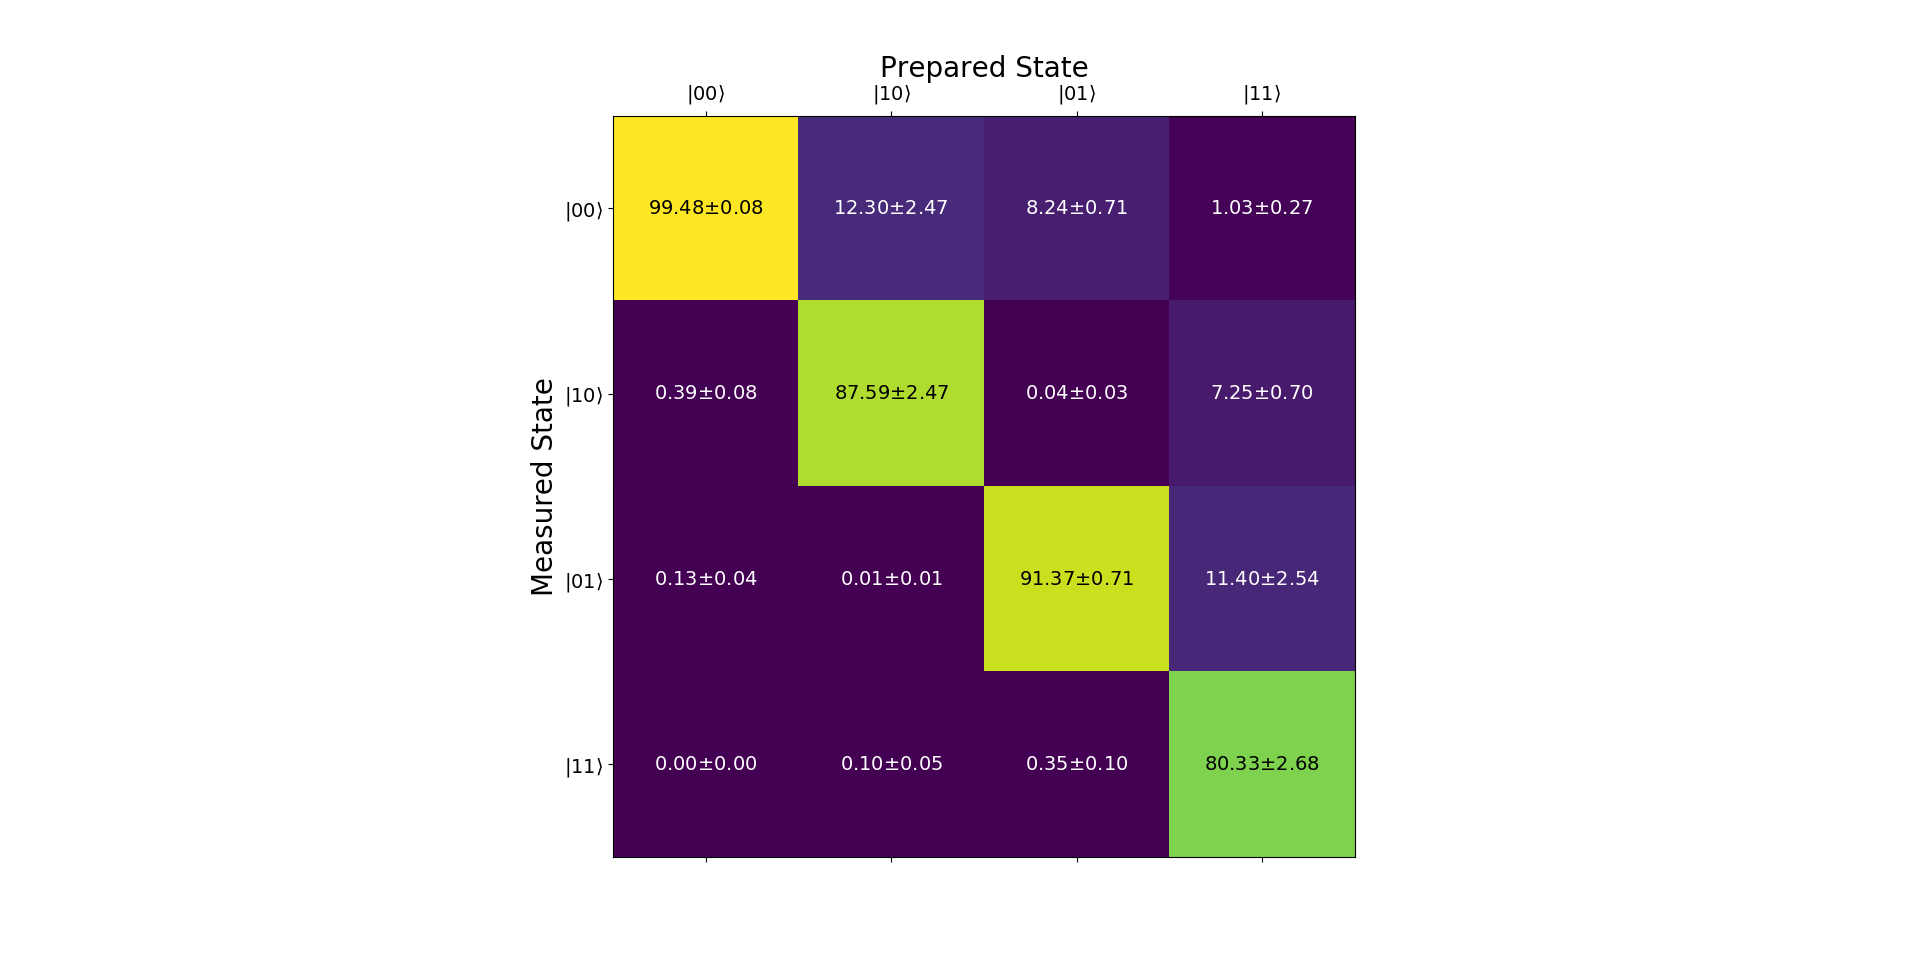 Prepared State
|00⟩ |10⟩ |01⟩ |11⟩
Measured State
|00⟩ 99.48±0.08 12.30±2.47 8.24±0.71 1.03±0.27
|10⟩ 0.39±0.08 87.59±2.47 0.04±0.03 7.25±0.70
|01⟩ 0.13±0.04 0.01±0.01 91.37±0.71 11.40±2.54
|11⟩ 0.00±0.00 0.10±0.05 0.35±0.10 80.33±2.68